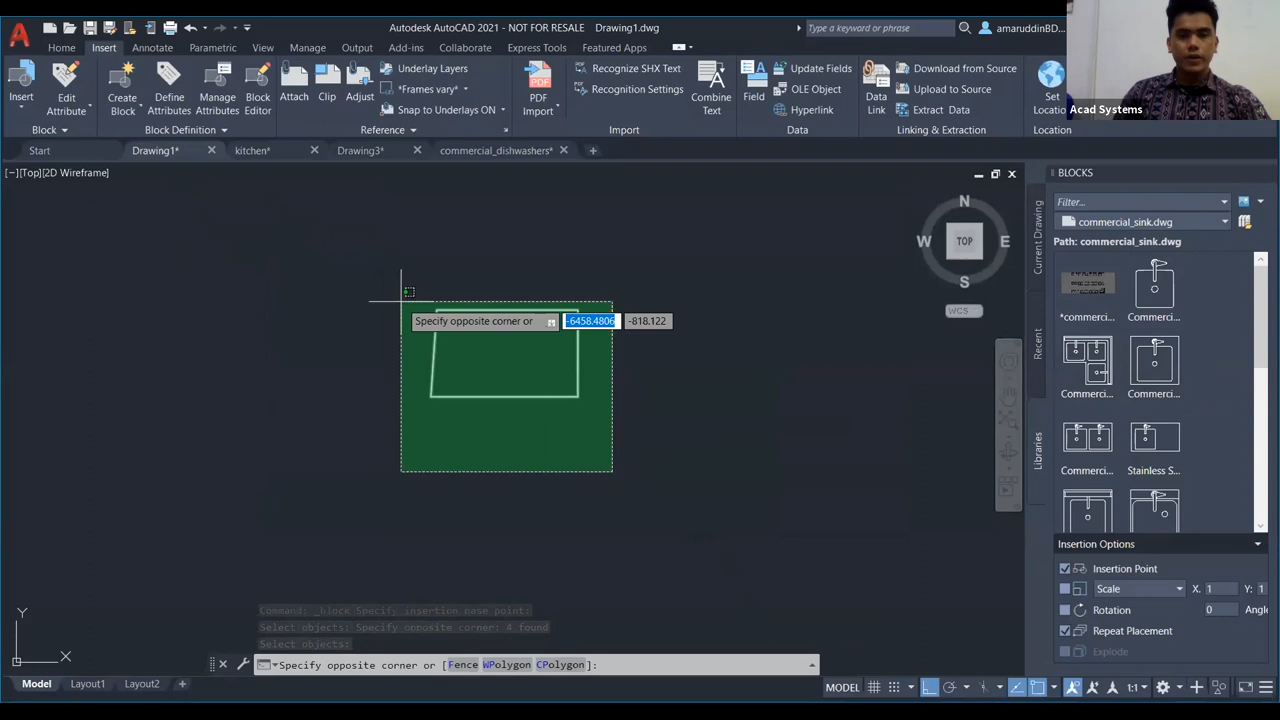 Autodesk AutoCAD 2021 - NOT FOR RESALE Drawing1.dwg
Type a keyword or phrase
amaruddinBD...
Home Insert Annotate Parametric View Manage Output Add-ins Collaborate Express Tools Featured Apps
Insert
Edit
Attribute
Create
Block
Define
Attributes
Manage
Attributes
Block
Editor
Attach
Clip
Adjust
Underlay Layers
*Frames vary*
Snap to Underlays ON
PDF
Import
Recognize SHX Text
Recognition Settings
Combine
Text
Field
Update Fields
OLE Object
Hyperlink
Data
Link
Download from Source
Upload to Source
Extract Data
Set
Location
Acad Systems
Block Block Definition Reference Import Data Linking & Extraction Location
Start Drawing1* kitchen* Drawing3* commercial_dishwashers*
[−][Top][2D Wireframe]
N
W TOP E
S
WCS
Specify opposite corner or -6458.4806 -818.122
BLOCKS
Filter...
commercial_sink.dwg
Path: commercial_sink.dwg
Current Drawing
Recent
Libraries
*commerc... Commerci...
Commerci... Commerci...
Commerci... Stainless S...
Insertion Options
Insertion Point
Scale X: 1 Y: 1
Rotation 0 Angle
Repeat Placement
Explode
Y
X
Command: _block Specify insertion base point:
Select objects: Specify opposite corner: 4 found
Select objects:
Specify opposite corner or [Fence WPolygon CPolygon]:
Model Layout1 Layout2
MODEL 1:1